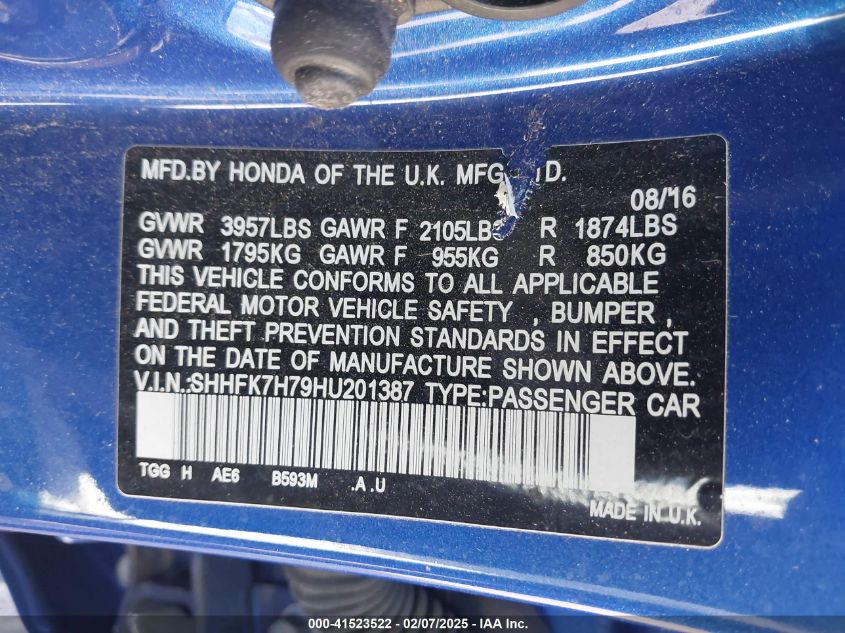 MFD.BY HONDA OF THE U.K. MFG. D.
08/'16
GVWR 3957LBS GAWR F 2105LBS R 1874LBS
GVWR 1795KG GAWR F 955KG R 850KG
THIS VEHICLE CONFORMS TO ALL APPLICABLE
FEDERAL MOTOR VEHICLE SAFETY , BUMPER ,
AND THEFT PREVENTION STANDARDS IN EFFECT
ON THE DATE OF MANUFACTURE SHOWN ABOVE.
V.I.N.:SHHFK7H79HU201387 TYPE:PASSENGER CAR
TGG H AE6 B593M .A .U
MADE IN U.K.
000-41523522 — 02/07/2025 — IAA Inc.